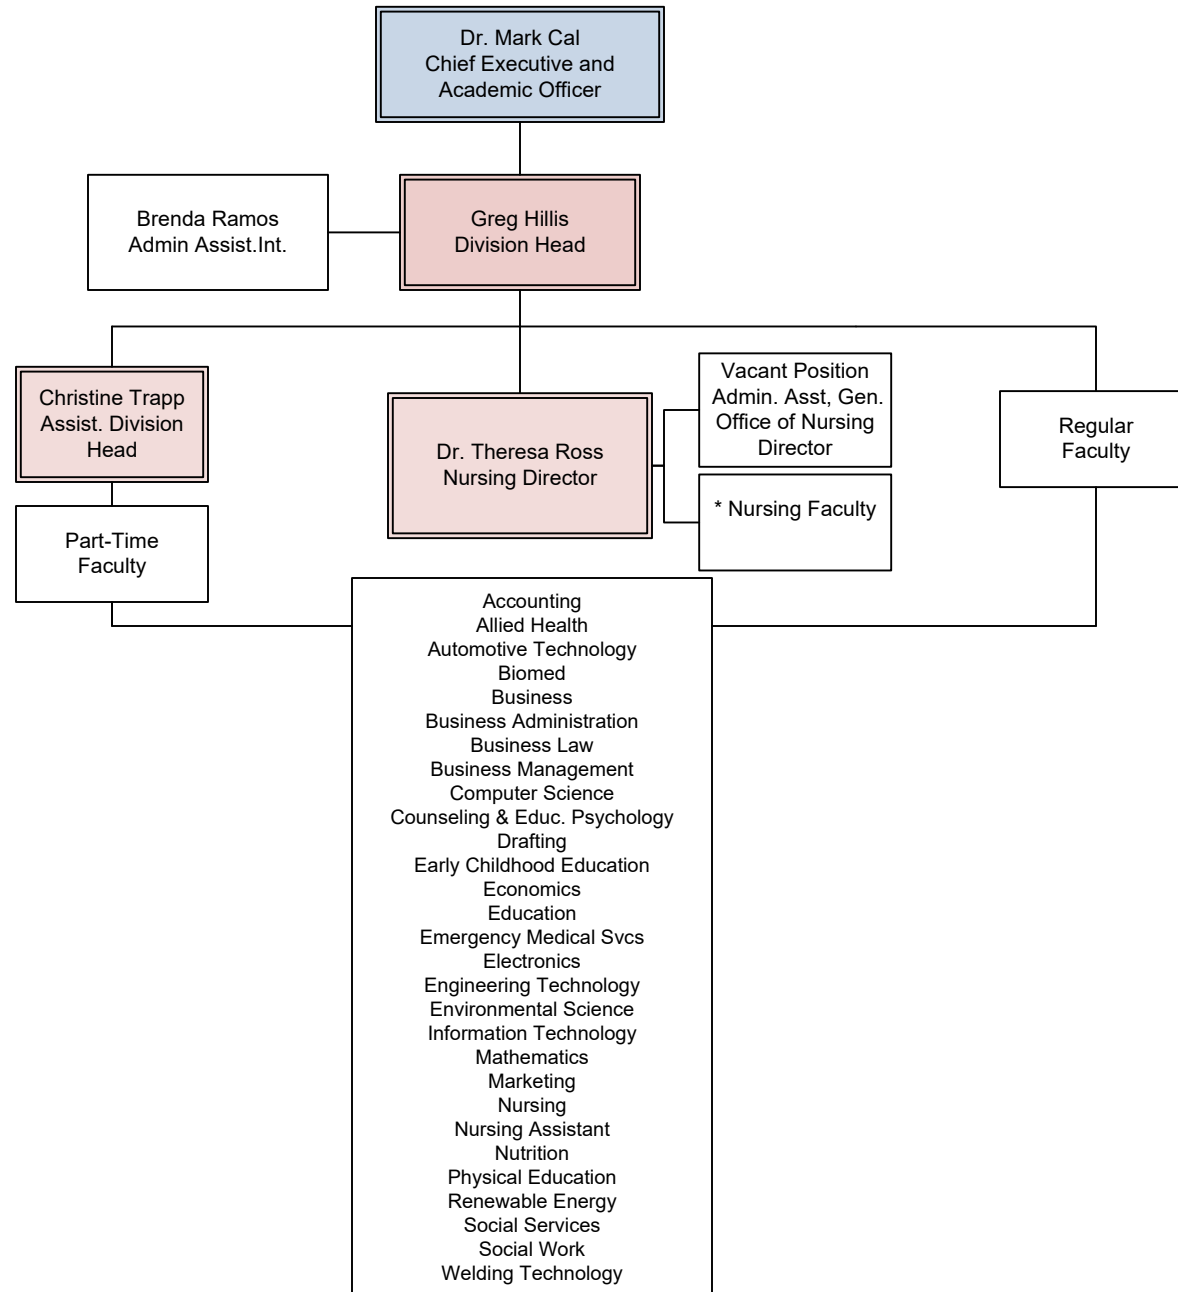 Dr. Mark Cal
Chief Executive and
Academic Officer
Brenda Ramos
Admin Assist.Int.
Greg Hillis
Division Head
Christine Trapp
Assist. Division
Head
Part-Time
Faculty
Dr. Theresa Ross
Nursing Director
Vacant Position
Admin. Asst, Gen.
Office of Nursing
Director
* Nursing Faculty
Regular
Faculty
Accounting
Allied Health
Automotive Technology
Biomed
Business
Business Administration
Business Law
Business Management
Computer Science
Counseling & Educ. Psychology
Drafting
Early Childhood Education
Economics
Education
Emergency Medical Svcs
Electronics
Engineering Technology
Environmental Science
Information Technology
Mathematics
Marketing
Nursing
Nursing Assistant
Nutrition
Physical Education
Renewable Energy
Social Services
Social Work
Welding Technology